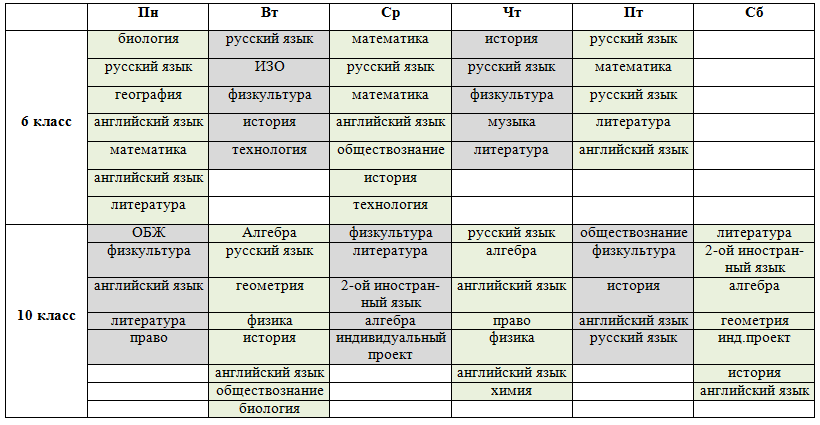 Пн Вт Ср Чт Пт Сб
6 класс
биология русский язык математика история русский язык
русский язык ИЗО русский язык русский язык математика
география физкультура математика физкультура русский язык
английский язык история английский язык музыка литература
математика технология обществознание литература английский язык
английский язык история
литература технология
10 класс
ОБЖ Алгебра физкультура русский язык обществознание литература
физкультура русский язык литература алгебра физкультура 2-ой иностран-
ный язык
английский язык геометрия 2-ой иностран- английский язык история алгебра
ный язык
литература физика алгебра право английский язык геометрия
право история индивидуальный физика русский язык инд.проект
проект
английский язык английский язык история
обществознание химия английский язык
биология